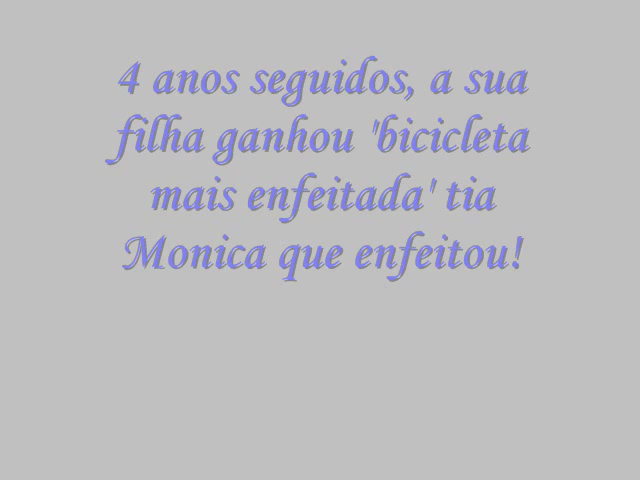 4 anos seguidos, a sua
filha ganhou 'bicicleta
mais enfeitada' tia
Monica que enfeitou!